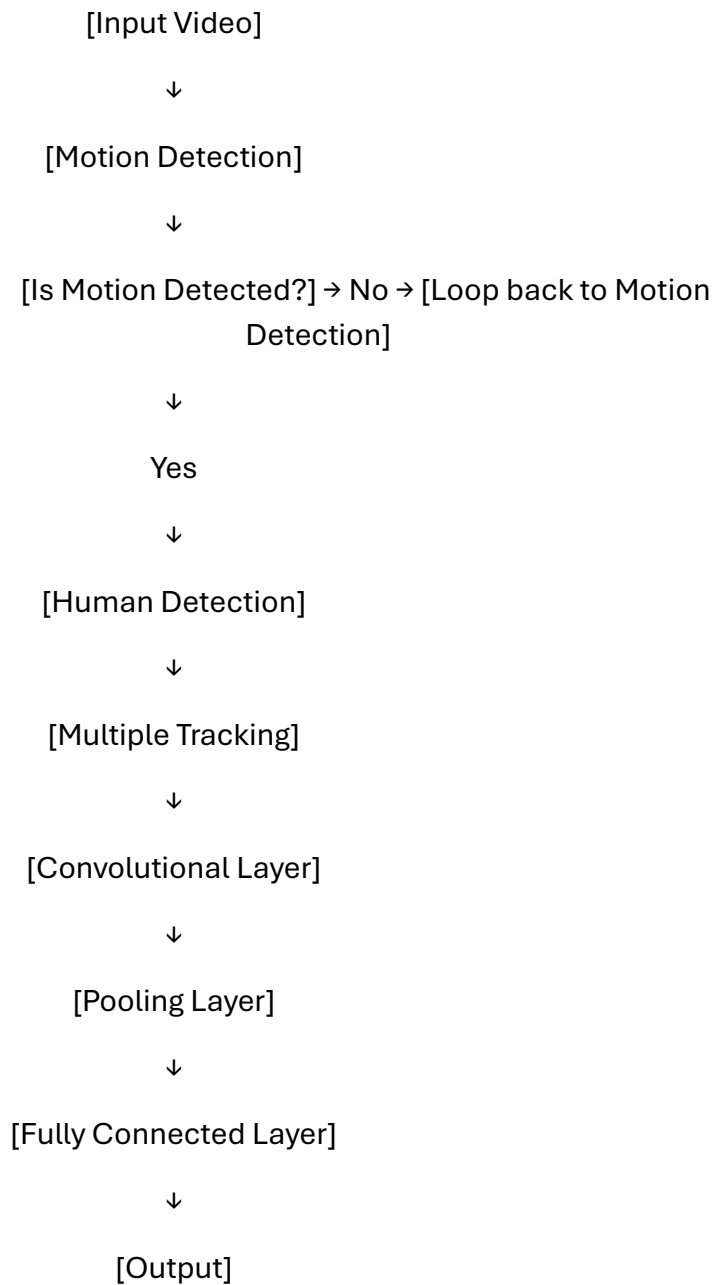 [Input Video]
↓
[Motion Detection]
↓
[Is Motion Detected?] → No → [Loop back to Motion
Detection]
↓
Yes
↓
[Human Detection]
↓
[Multiple Tracking]
↓
[Convolutional Layer]
↓
[Pooling Layer]
↓
[Fully Connected Layer]
↓
[Output]